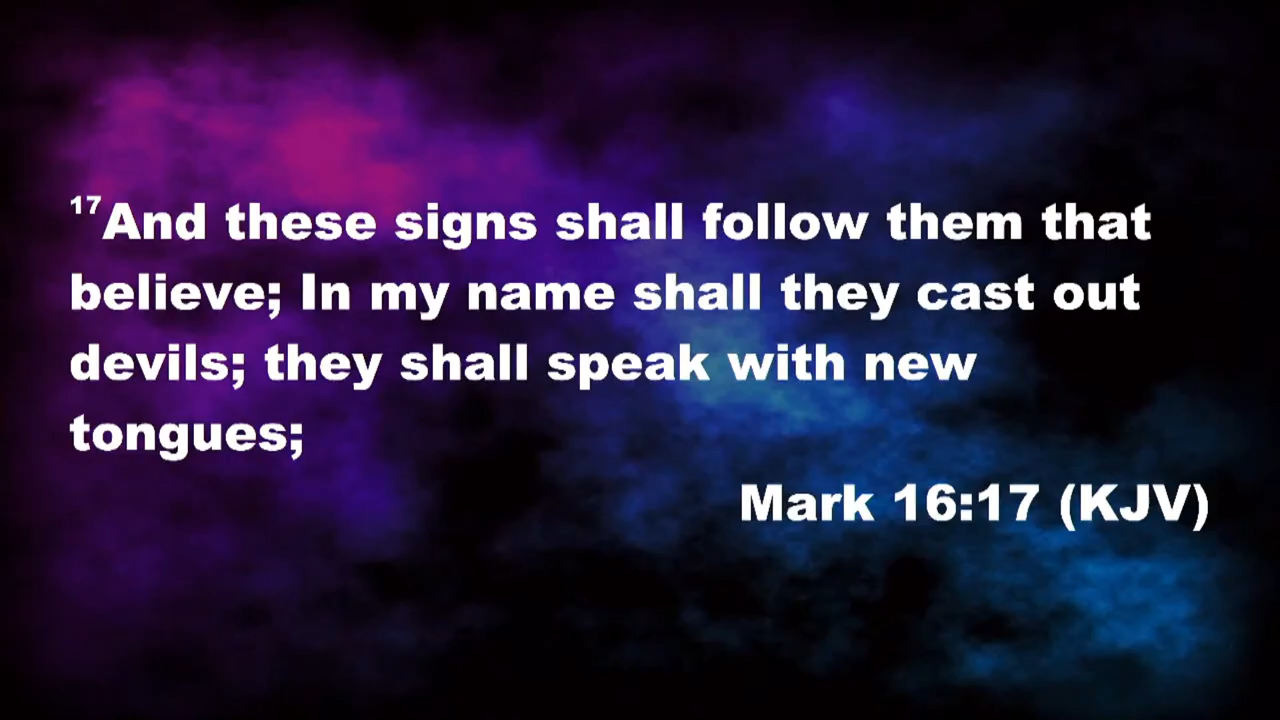 17And these signs shall follow them that
believe; In my name shall they cast out
devils; they shall speak with new
tongues;
Mark 16:17 (KJV)